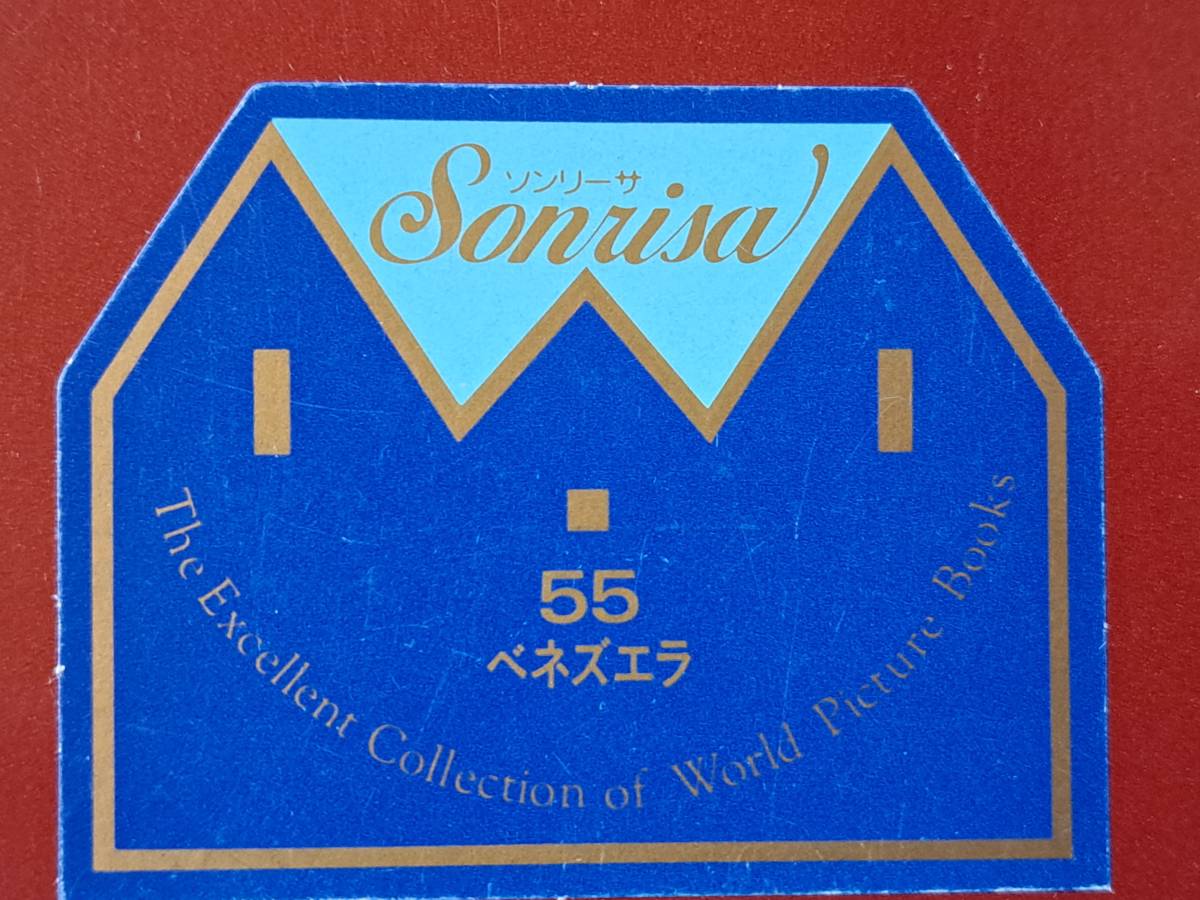 ソンリーサ
Sonrisa
55
ベネズエラ
The Excellent Collection of World Picture Books